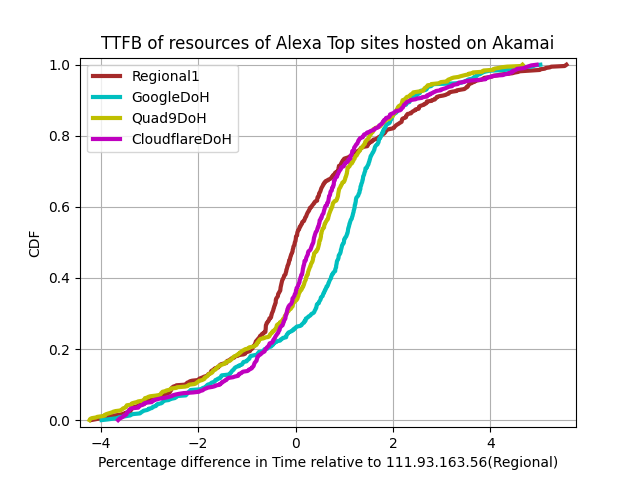 TTFB of resources of Alexa Top sites hosted on Akamai
1.0
0.8
0.6
0.4
0.2
0.0
CDF
Regional1
GoogleDoH
Quad9DoH
CloudflareDoH
−4 −2 0 2 4
Percentage difference in Time relative to 111.93.163.56(Regional)